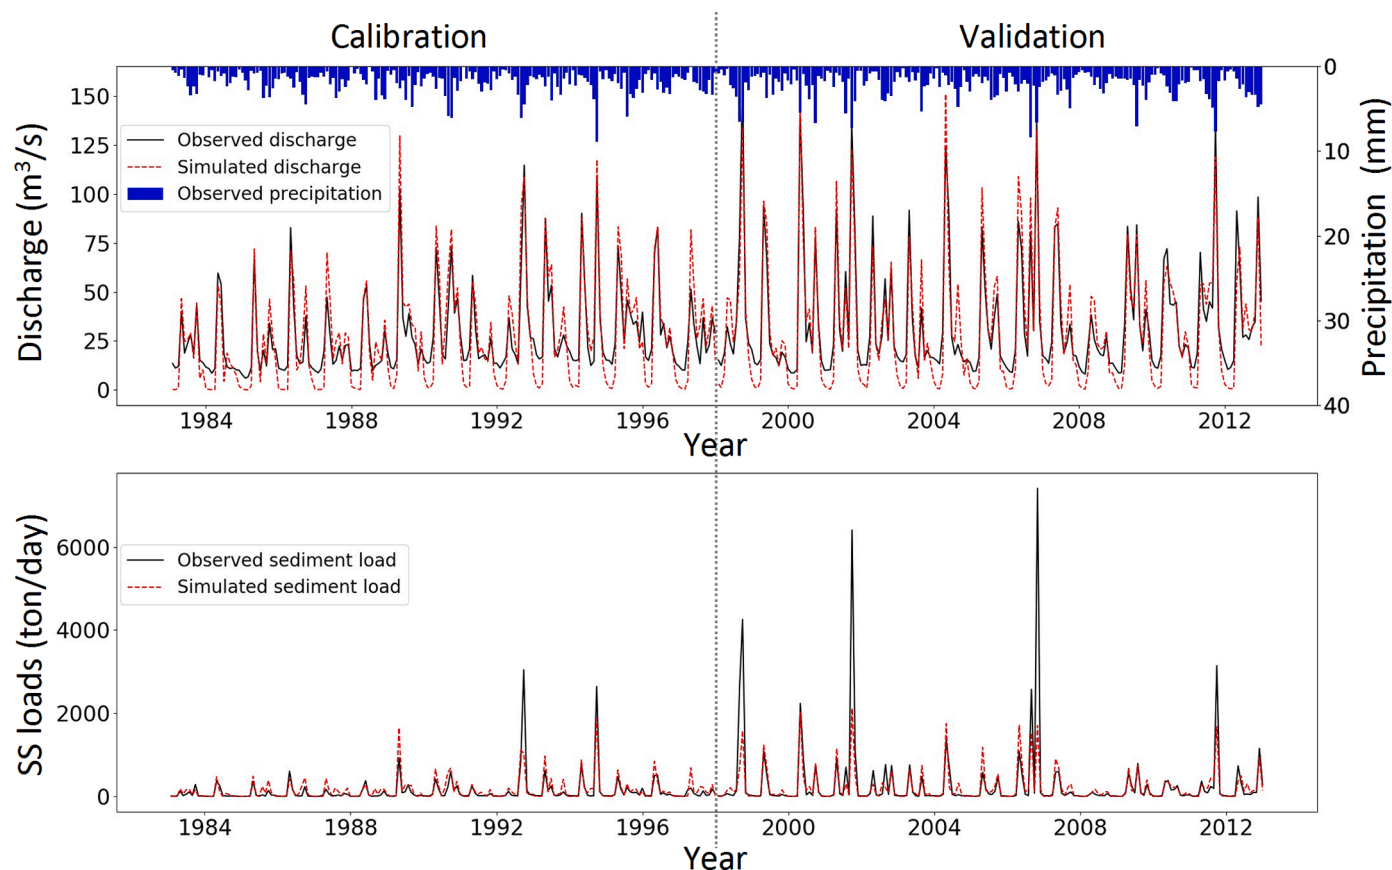 Calibration
Validation
Discharge (m³/s)
150
125
100
75
50
25
0
Observed discharge
Simulated discharge
Observed precipitation
0
10
20
30
40
Precipitation (mm)
1984
1988
1992
1996
2000
2004
2008
2012
Year
SS loads (ton/day)
6000
4000
2000
0
Observed sediment load
Simulated sediment load
1984
1988
1992
1996
2000
2004
2008
2012
Year